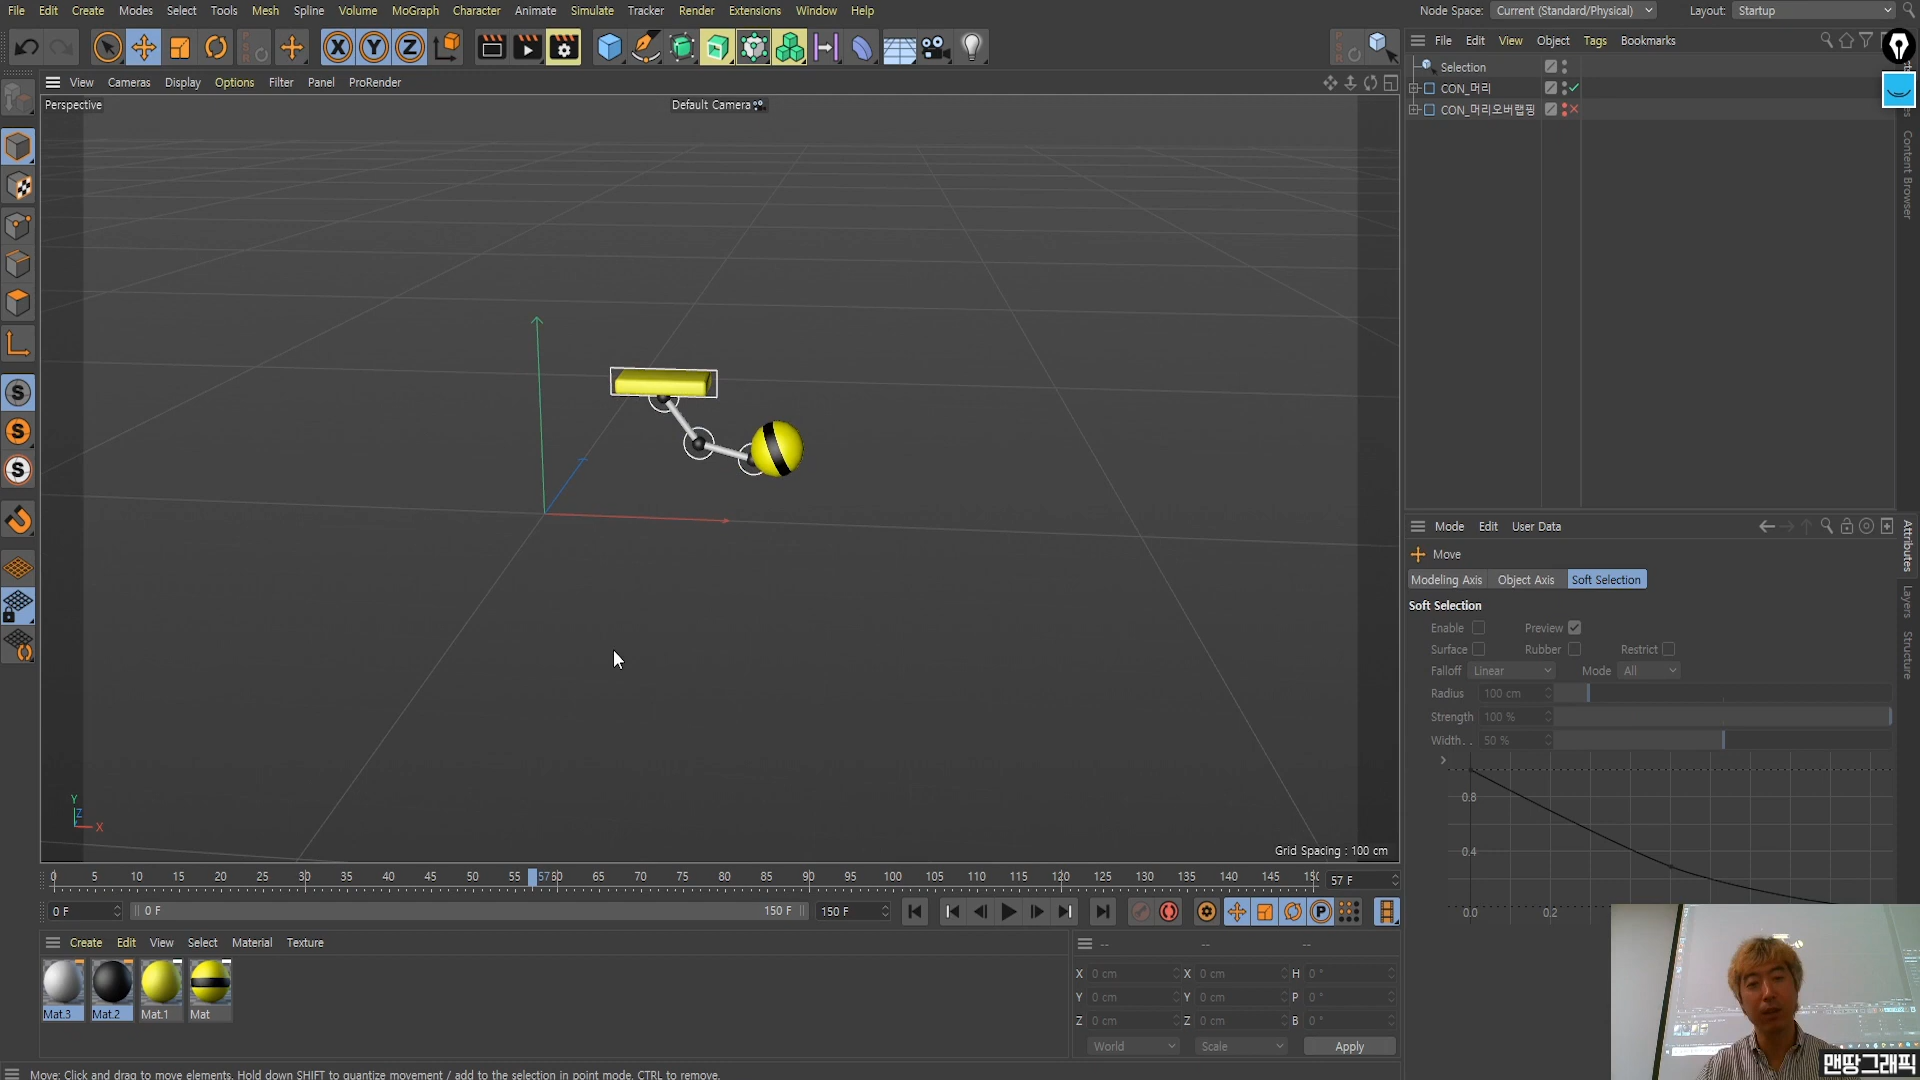 File Edit Create Modes Select Tools Mesh Spline Volume MoGraph Character Animate Simulate Tracker Render Extensions Window Help
Node Space: Current (Standard/Physical) Layout: Startup
File Edit View Object Tags Bookmarks
View Cameras Display Options Filter Panel ProRender
Perspective
Default Camera
Selection
CON_머리
CON_머리오버랩핑
Content Browser
Mode Edit User Data
Move
Modeling Axis Object Axis Soft Selection
Soft Selection
Enable Preview
Surface Rubber Restrict
Falloff Linear Mode All
Radius 100 cm
Strength 100 %
Width.. 50 %
0.8
0.4
0.0 0.2
Attributes
Layers
Structure
Y
Z
X
Grid Spacing : 100 cm
0 5 10 15 20 25 30 35 40 45 50 55 57 60 65 70 75 80 85 90 95 100 105 110 115 120 125 130 135 140 145 57 F
0 F 0 F 150 F 150 F
Create Edit View Select Material Texture
Mat.3 Mat.2 Mat.1 Mat
-- -- --
X 0 cm X 0 cm H 0 °
Y 0 cm Y 0 cm P 0 °
Z 0 cm Z 0 cm B 0 °
World Scale Apply
Move: Click and drag to move elements. Hold down SHIFT to quantize movement / add to the selection in point mode, CTRL to remove.
맨땅그래픽